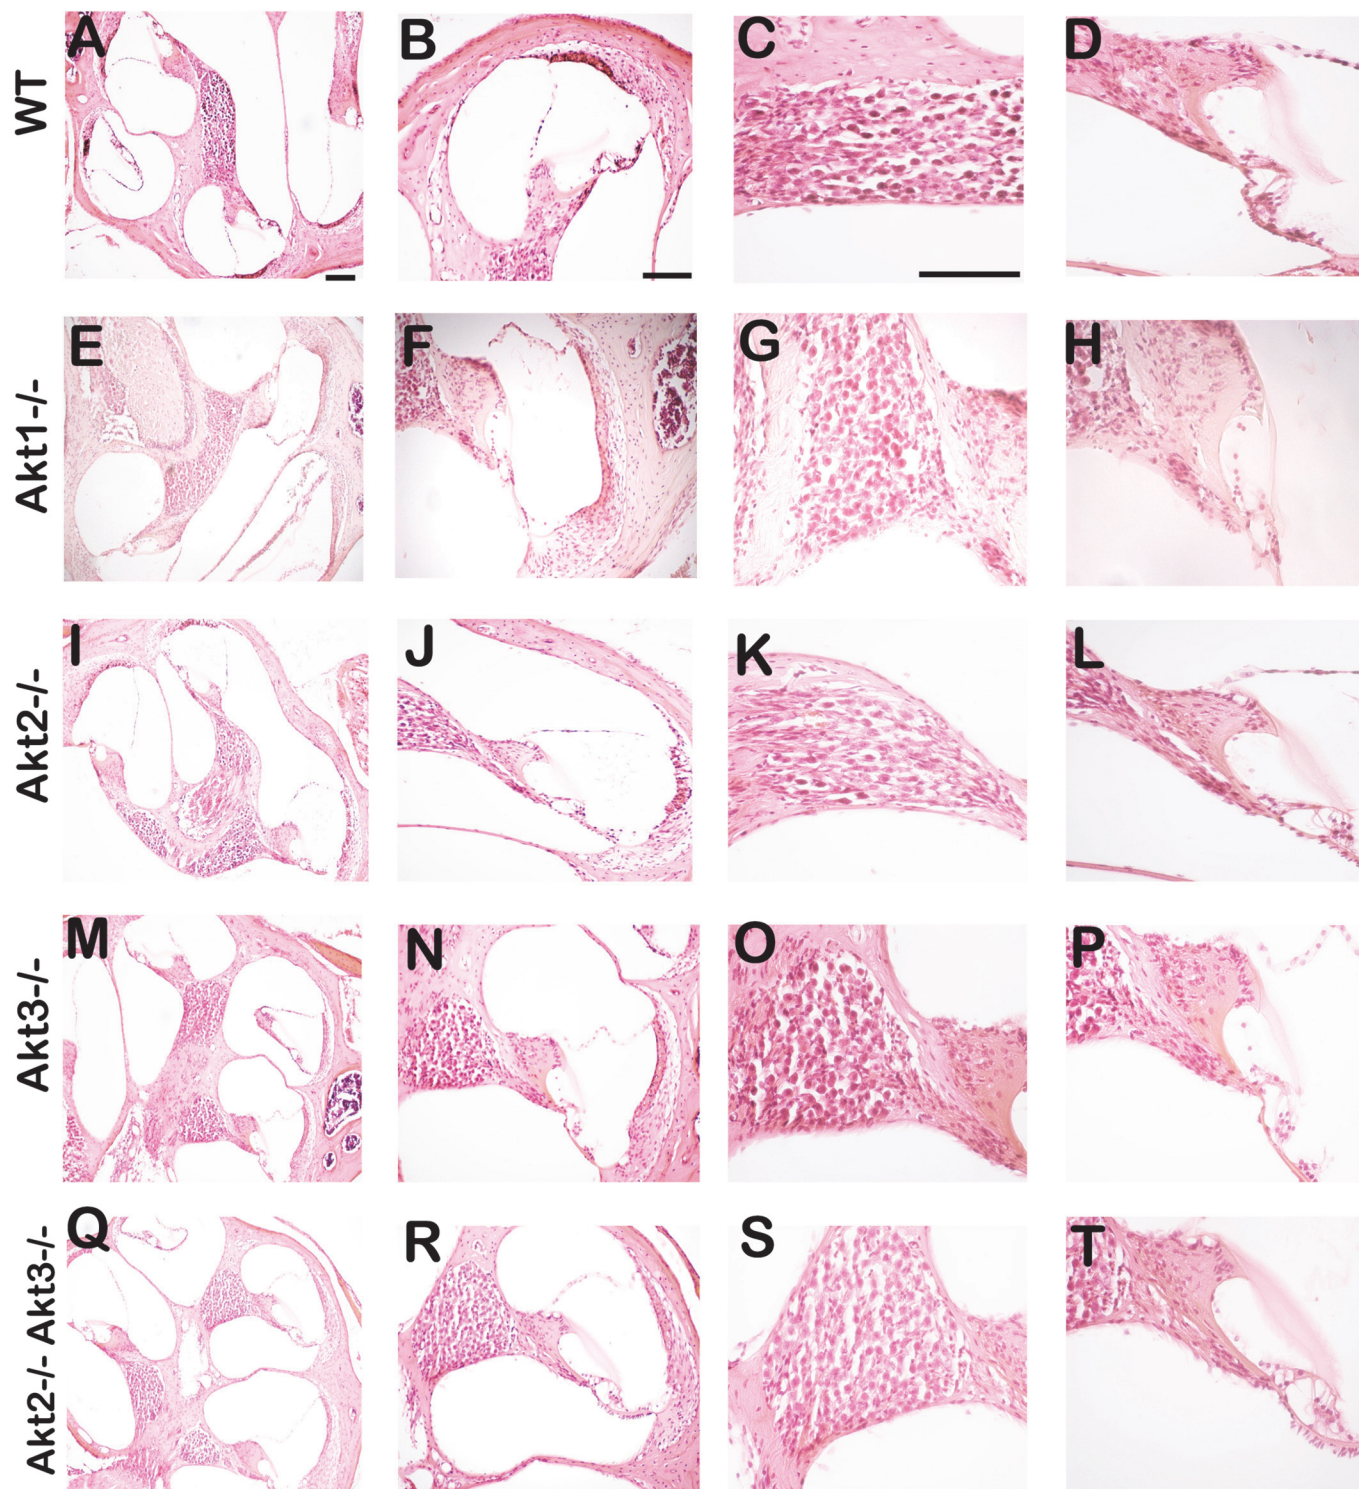 WT
A B C D
Akt1-/-
E F G H
Akt2-/-
I J K L
Akt3-/-
M N O P
Akt2-/- Akt3-/-
Q R S T